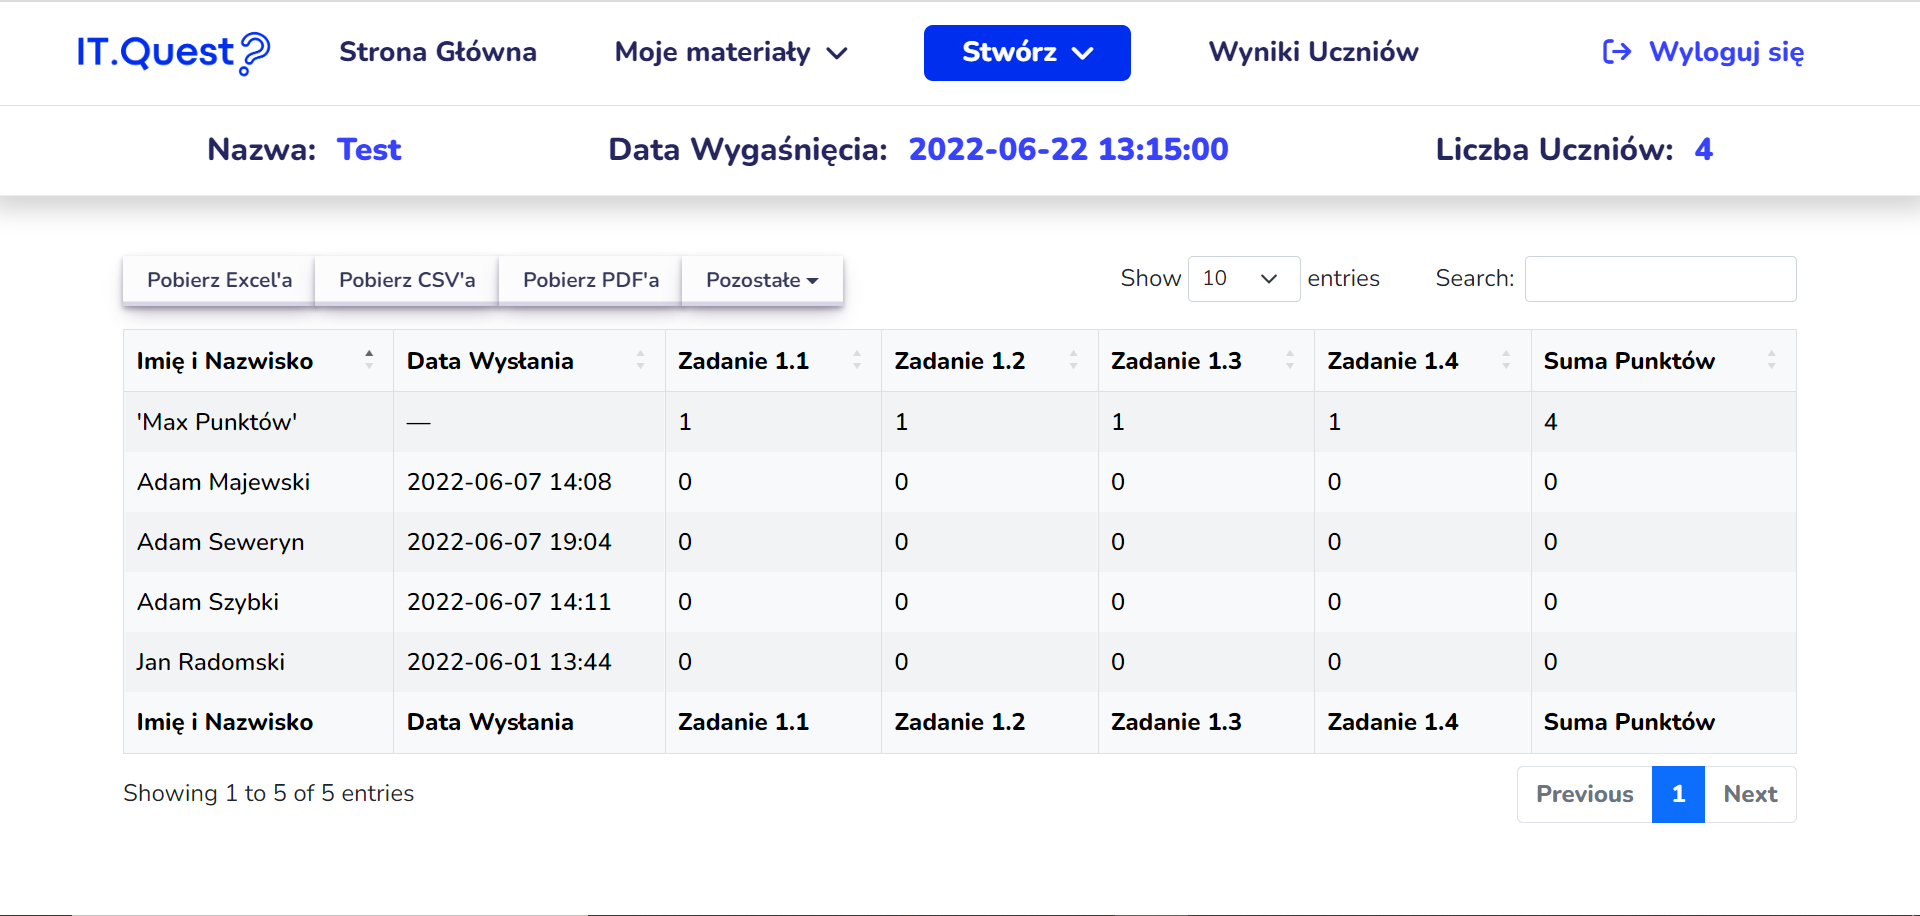 IT.Quest? Strona Główna Moje materiały Stwórz Wyniki Uczniów Wyloguj się
Nazwa: Test Data Wygaśnięcia: 2022-06-22 13:15:00 Liczba Uczniów: 4
Pobierz Excel'a Pobierz CSV'a Pobierz PDF'a Pozostałe Show 10 entries Search:
Imię i Nazwisko Data Wysłania Zadanie 1.1 Zadanie 1.2 Zadanie 1.3 Zadanie 1.4 Suma Punktów
'Max Punktów' — 1 1 1 1 4
Adam Majewski 2022-06-07 14:08 0 0 0 0 0
Adam Seweryn 2022-06-07 19:04 0 0 0 0 0
Adam Szybki 2022-06-07 14:11 0 0 0 0 0
Jan Radomski 2022-06-01 13:44 0 0 0 0 0
Imię i Nazwisko Data Wysłania Zadanie 1.1 Zadanie 1.2 Zadanie 1.3 Zadanie 1.4 Suma Punktów
Showing 1 to 5 of 5 entries Previous 1 Next